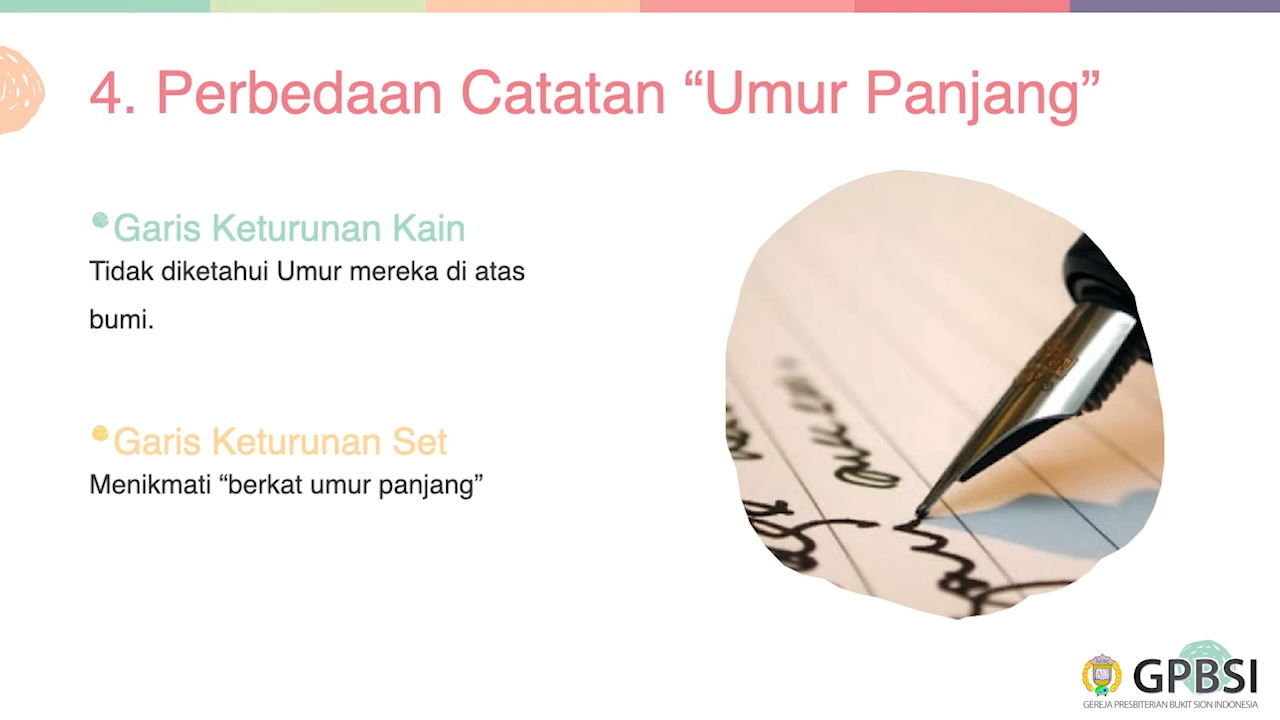 4. Perbedaan Catatan “Umur Panjang”
Garis Keturunan Kain
Tidak diketahui Umur mereka di atas
bumi.
Garis Keturunan Set
Menikmati “berkat umur panjang”
GPBSI
GEREJA PRESBITERIAN BUKIT SION INDONESIA